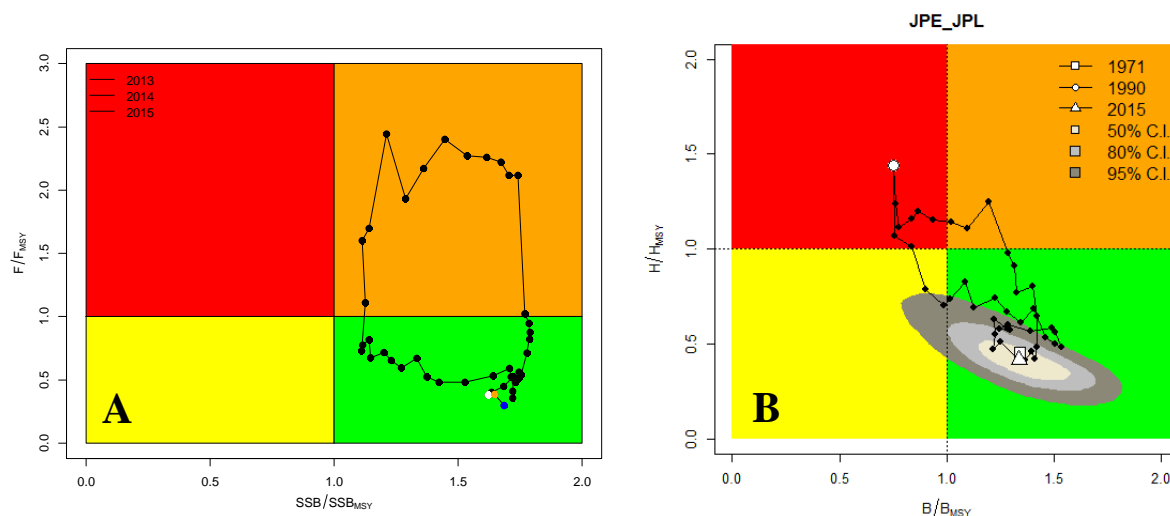 JPE_JPL
3.0
2.5
2.0
1.5
1.0
0.5
0.0
F/FMSY
2013
2014
2015
A
0.0 0.5 1.0 1.5 2.0
SSB/SSBMSY
2.0
1.5
1.0
0.5
0.0
H/HMSY
1971
1990
2015
50% C.I.
80% C.I.
95% C.I.
B
0.0 0.5 1.0 1.5 2.0
B/BMSY